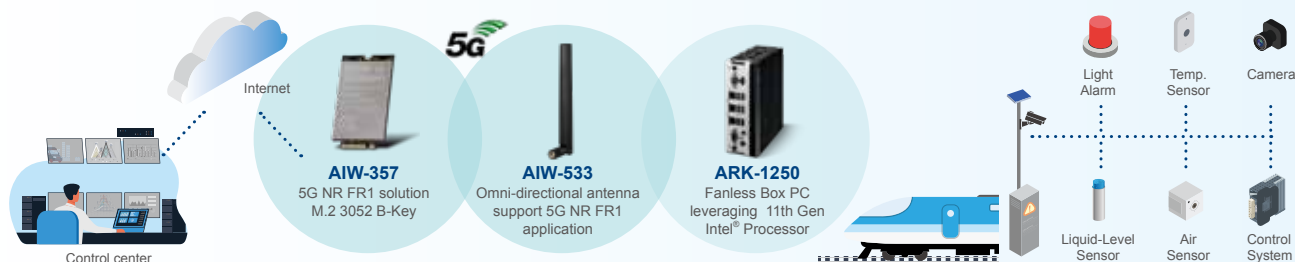 5G
Internet
AIW-357
5G NR FR1 solution
M.2 3052 B-Key
AIW-533
Omni-directional antenna
support 5G NR FR1
application
ARK-1250
Fanless Box PC
leveraging 11th Gen
Intel® Processor
Control center
Light
Alarm
Temp.
Sensor
Camera
Liquid-Level
Sensor
Air
Sensor
Control
System